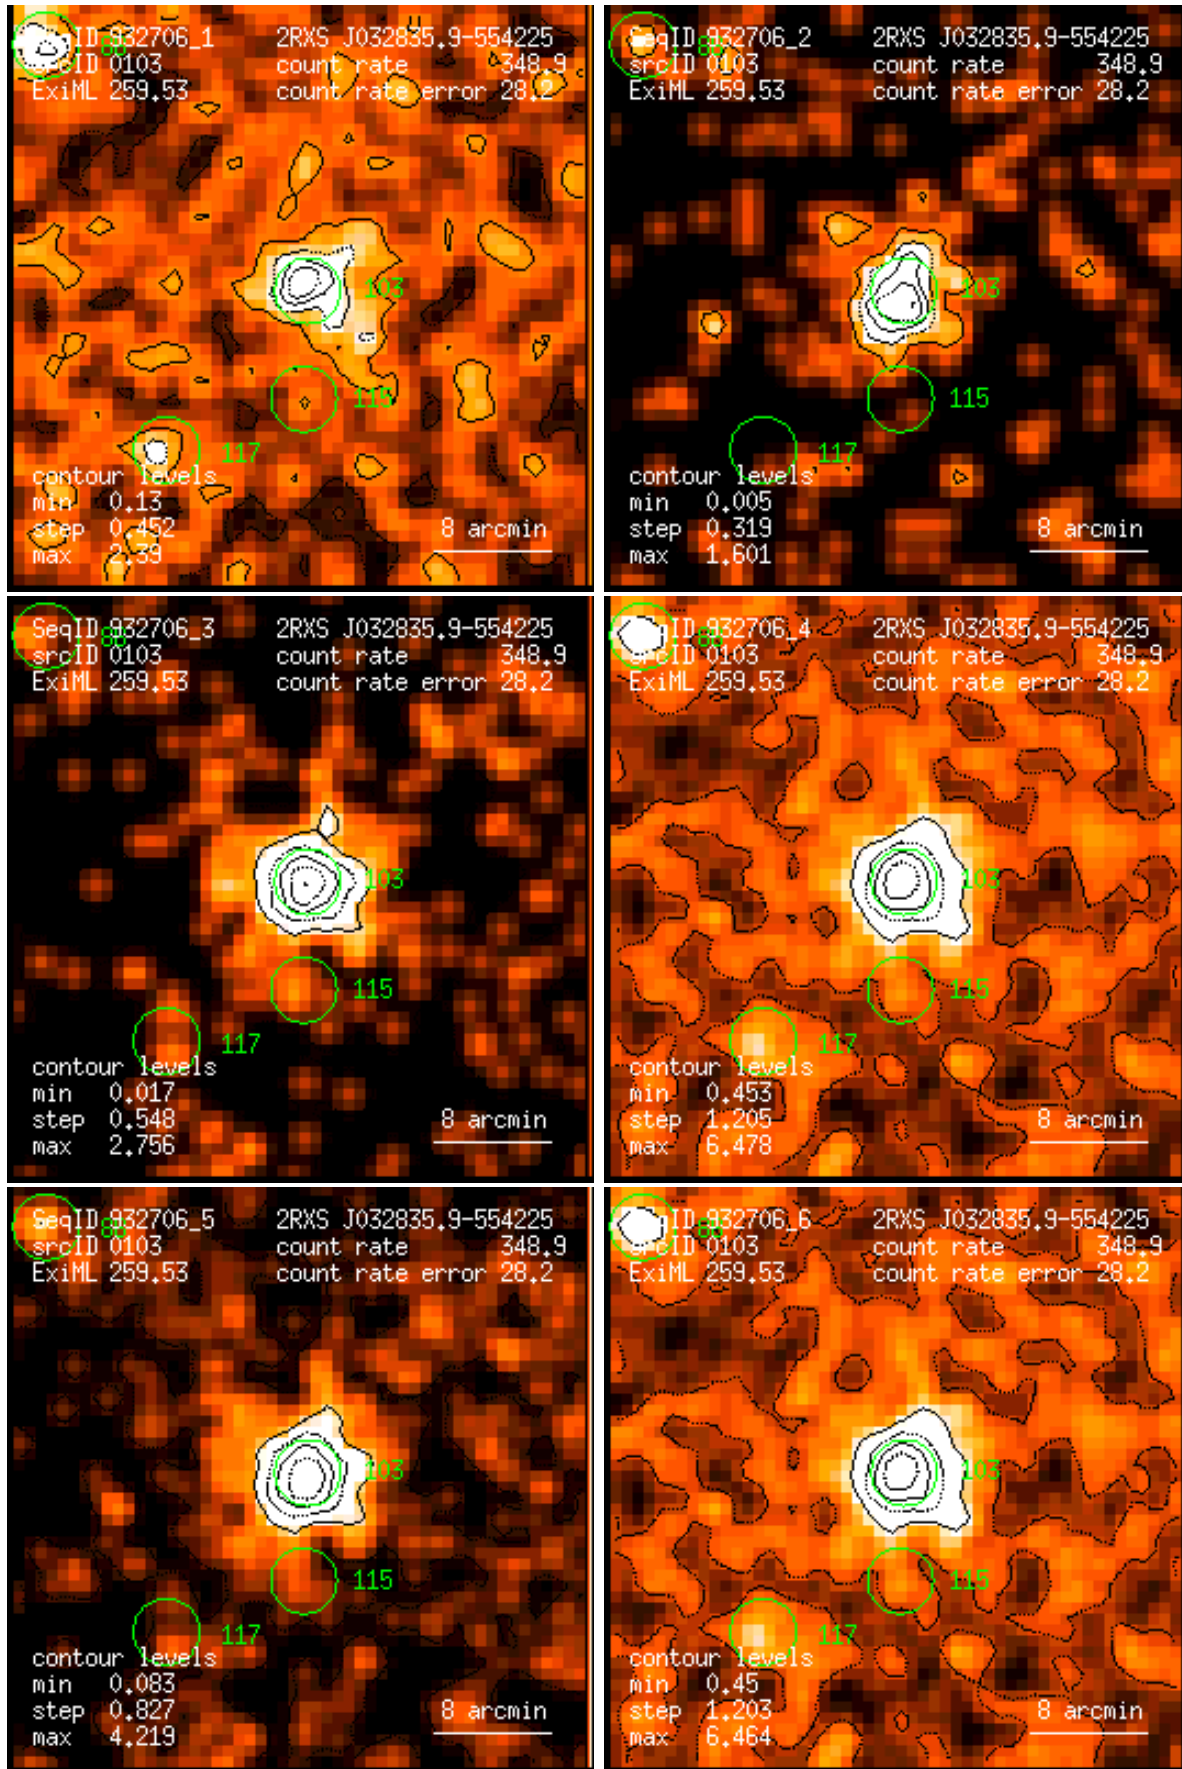 SeqID 932706_1 2RXS J032835.9-554225
srcID 0103 count rate 348.9
ExiML 259.53 count rate error 28.2
103
115
117
contour levels
min 0.13
step 0.452 8 arcmin
max 2.39
SeqID 932706_2 2RXS J032835.9-554225
srcID 0103 count rate 348.9
ExiML 259.53 count rate error 28.2
103
115
117
contour levels
min 0.005
step 0.319 8 arcmin
max 1.601
SeqID 932706_3 2RXS J032835.9-554225
srcID 0103 count rate 348.9
ExiML 259.53 count rate error 28.2
103
115
117
contour levels
min 0.017
step 0.548 8 arcmin
max 2.756
SeqID 932706_4 2RXS J032835.9-554225
srcID 0103 count rate 348.9
ExiML 259.53 count rate error 28.2
103
115
117
contour levels
min 0.453
step 1.205 8 arcmin
max 6.478
SeqID 932706_5 2RXS J032835.9-554225
srcID 0103 count rate 348.9
ExiML 259.53 count rate error 28.2
103
115
117
contour levels
min 0.083
step 0.827 8 arcmin
max 4.219
SeqID 932706_6 2RXS J032835.9-554225
srcID 0103 count rate 348.9
ExiML 259.53 count rate error 28.2
103
115
117
contour levels
min 0.45
step 1.203 8 arcmin
max 6.464